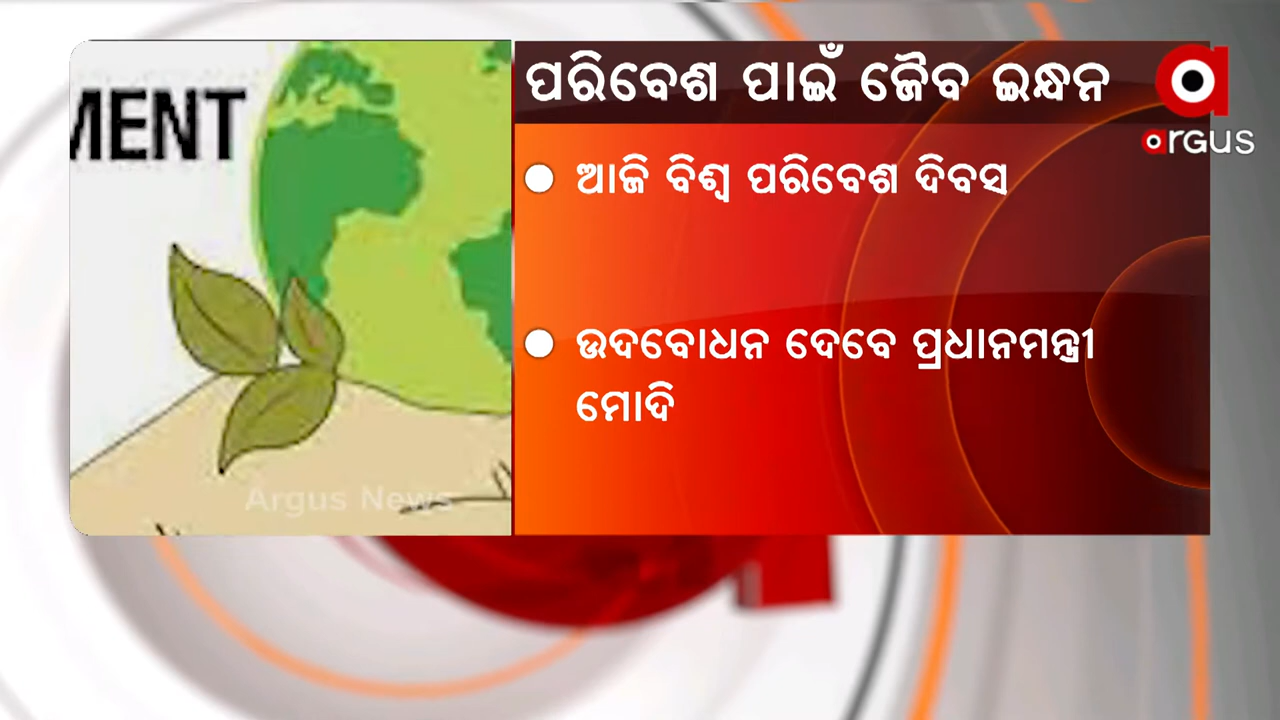 MENT
ପରିବେଶ ପାଇଁ ଜୈବ ଇନ୍ଧନ
argus
ଆଜି ବିଶ୍ୱ ପରିବେଶ ଦିବସ
ଉଦବୋଧନ ଦେବେ ପ୍ରଧାନମନ୍ତ୍ରୀ
ମୋଦି
Argus News